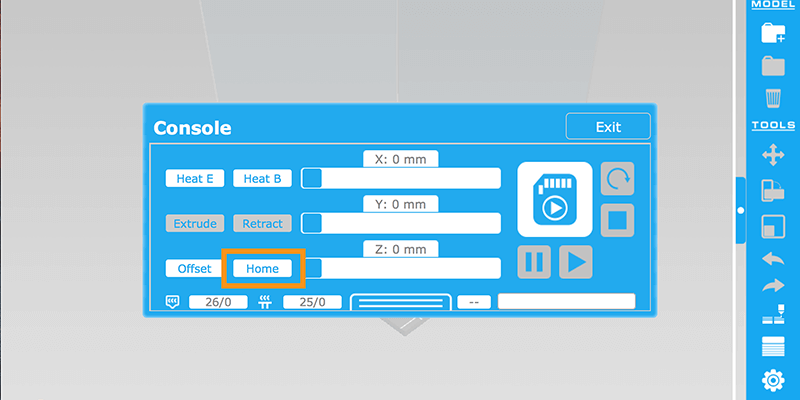 MODEL
TOOLS
Console
Exit
X: 0 mm
Heat E
Heat B
Y: 0 mm
Extrude
Retract
Z: 0 mm
Offset
Home
26/0
25/0
--